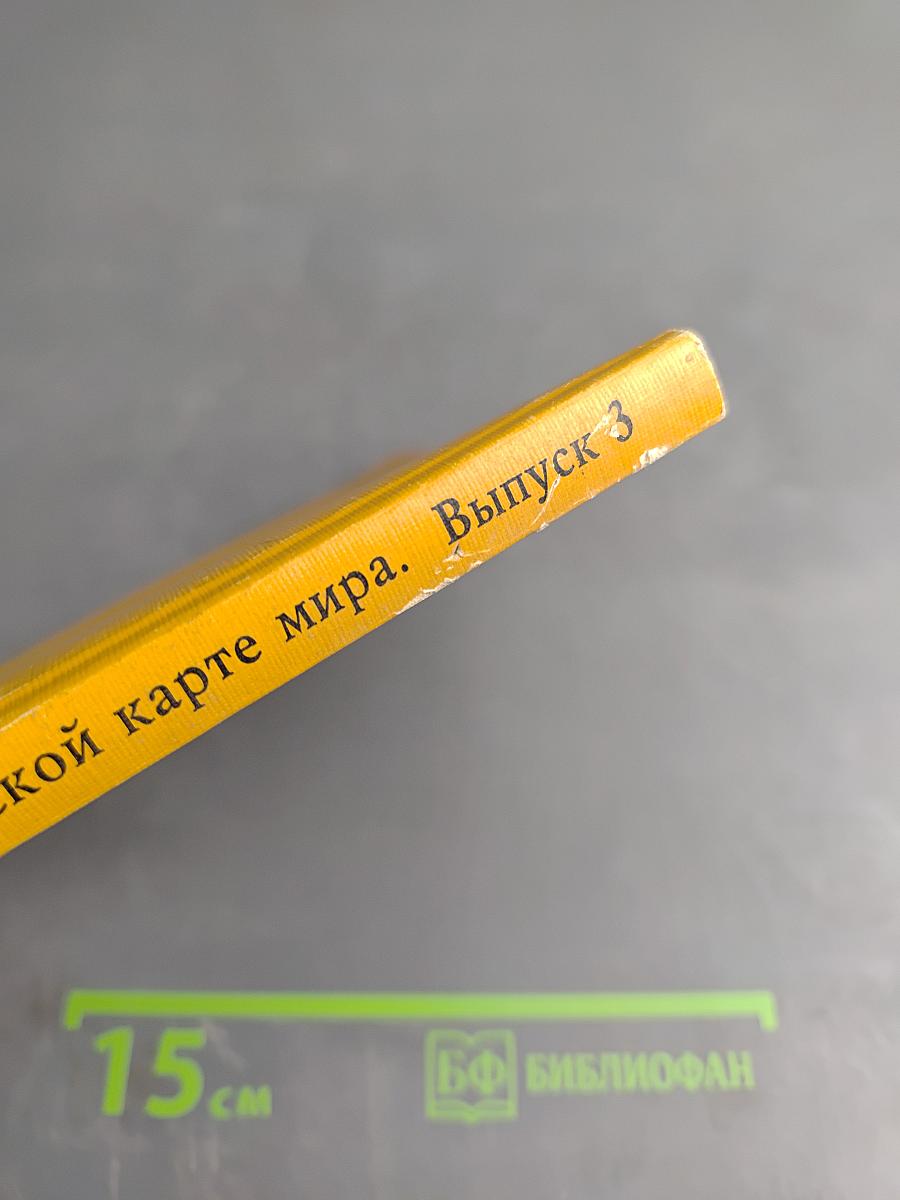 ской карте мира. Выпуск 3
15 см
БФ БИБЛИОФАН